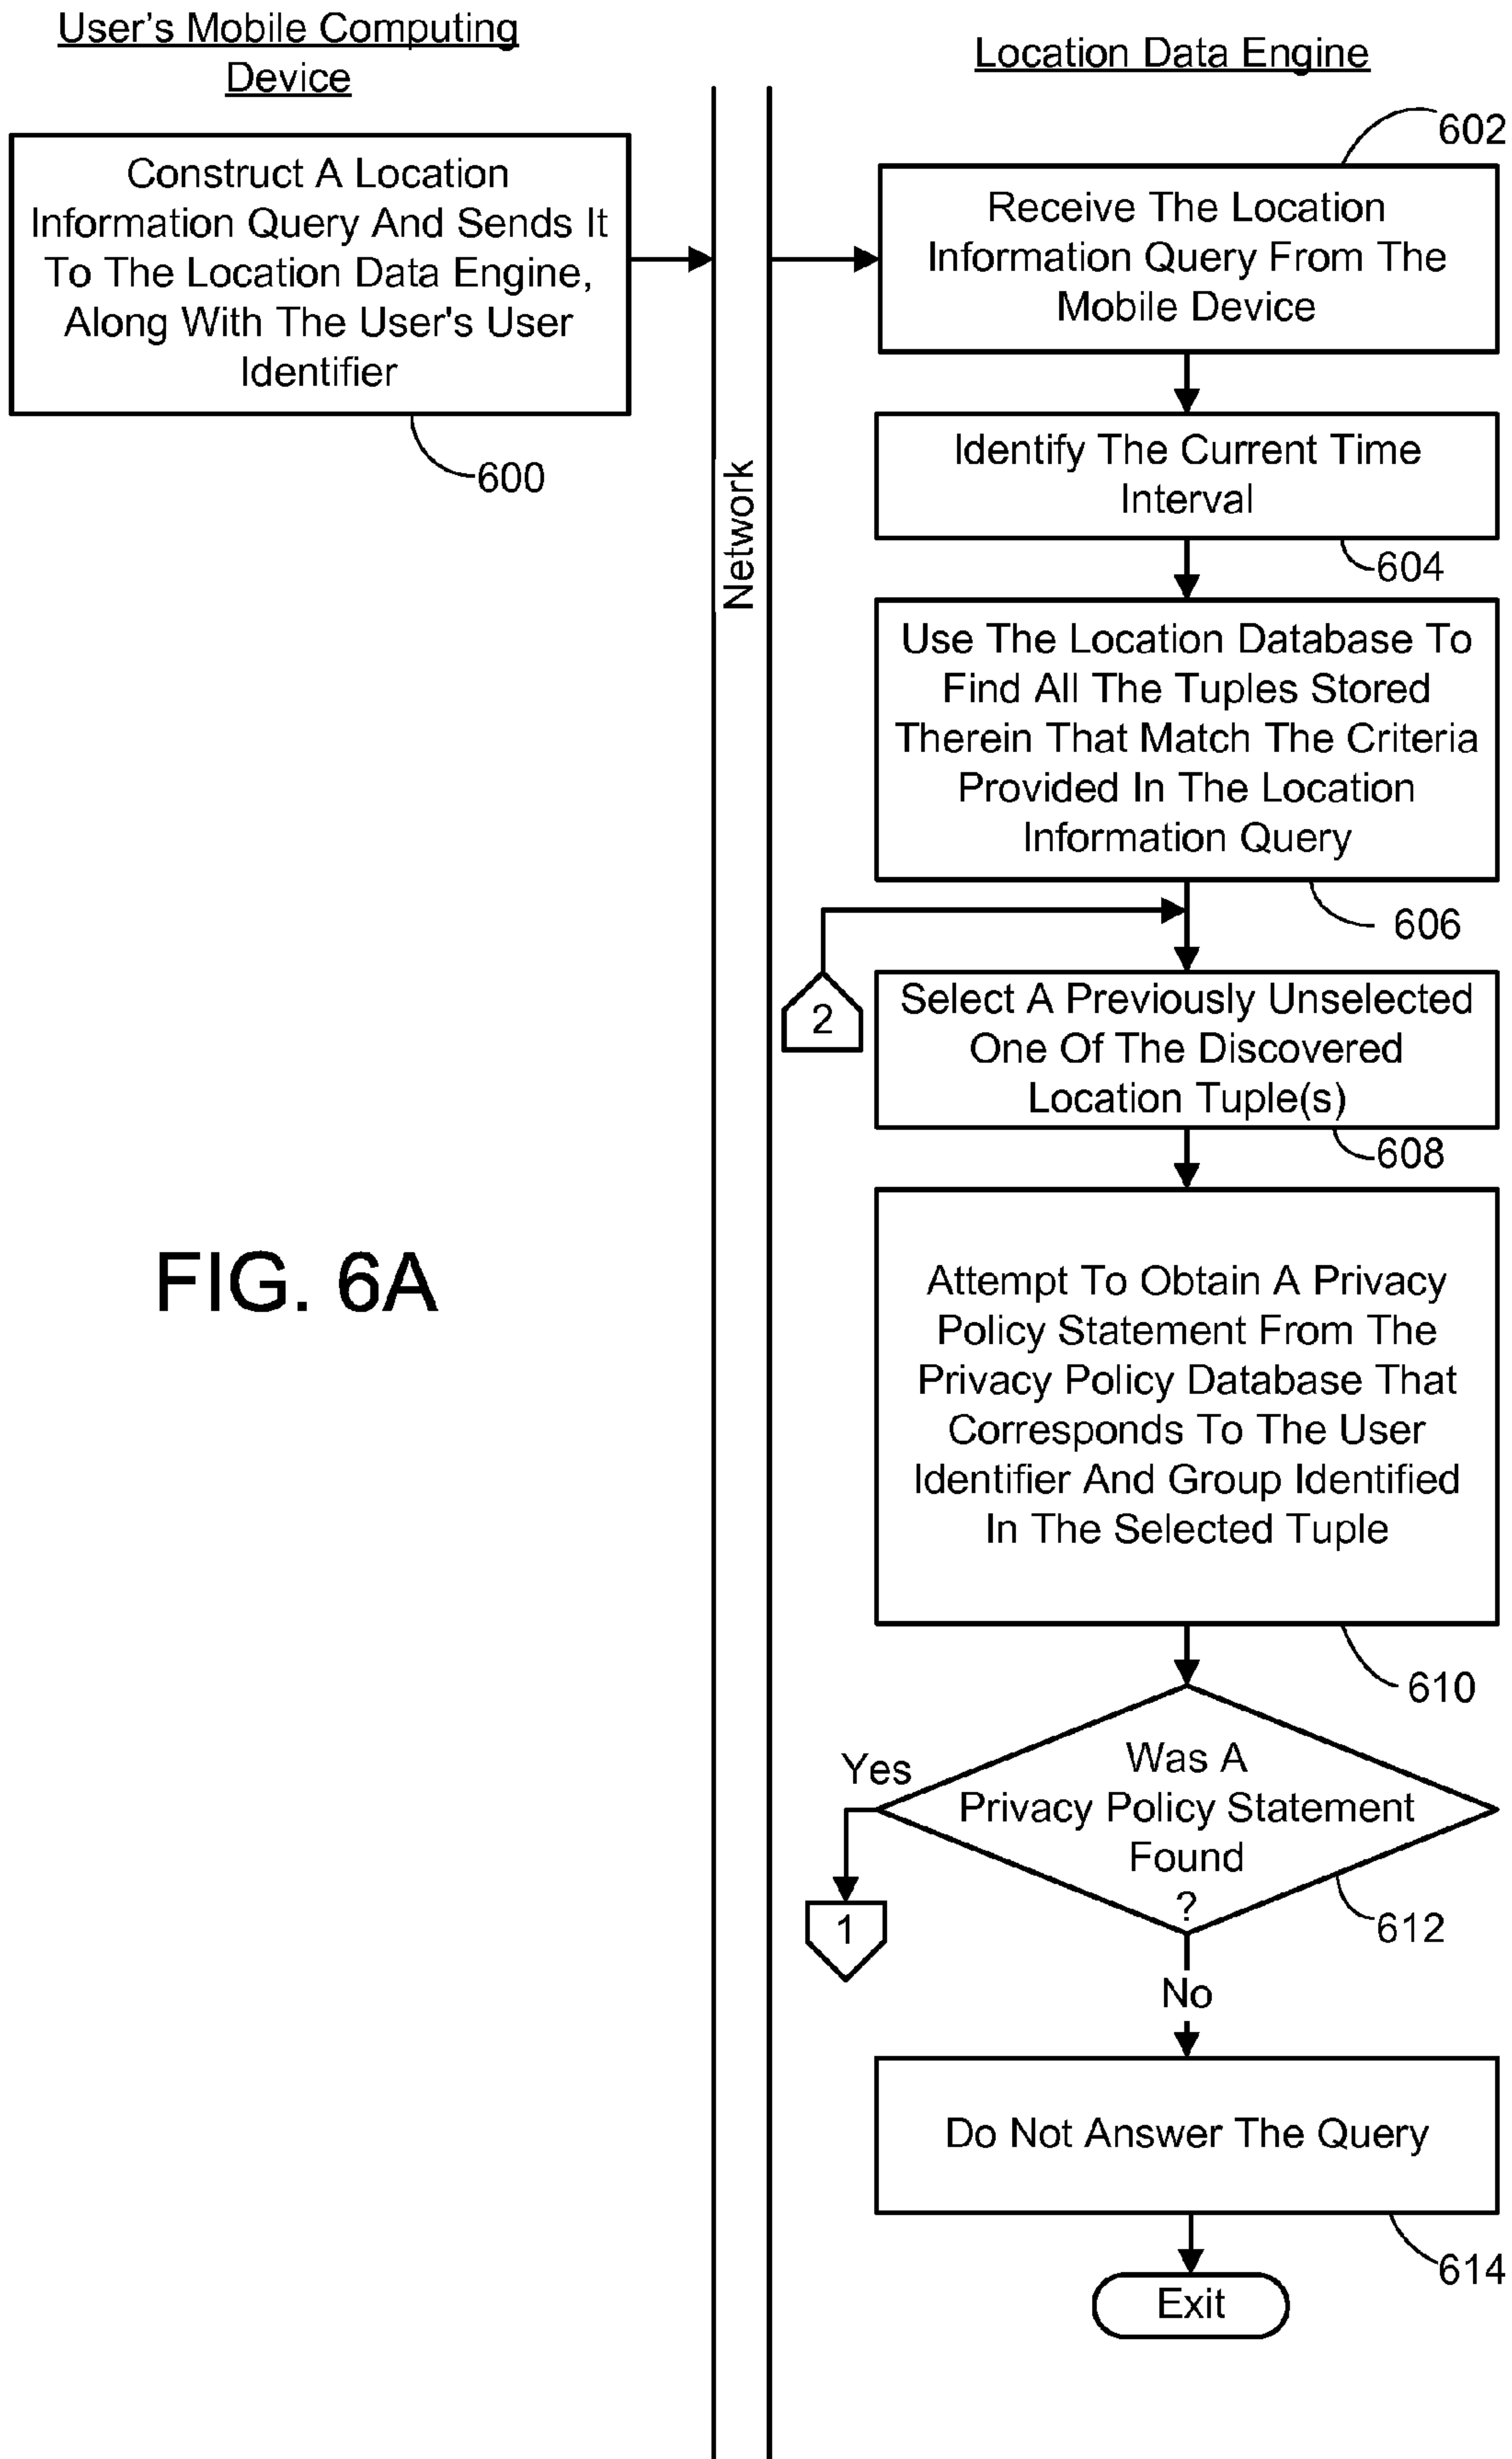 User's Mobile Computing
Device
Location Data Engine
602
Construct A Location
Information Query And Sends It
To The Location Data Engine,
Along With The User's User
Identifier
600
Network
Receive The Location
Information Query From The
Mobile Device
Identify The Current Time
Interval
604
Use The Location Database To
Find All The Tuples Stored
Therein That Match The Criteria
Provided In The Location
Information Query
606
2
Select A Previously Unselected
One Of The Discovered
Location Tuple(s)
608
FIG. 6A
Attempt To Obtain A Privacy
Policy Statement From The
Privacy Policy Database That
Corresponds To The User
Identifier And Group Identified
In The Selected Tuple
610
Yes
Was A
Privacy Policy Statement
Found
?
612
1
No
Do Not Answer The Query
614
Exit